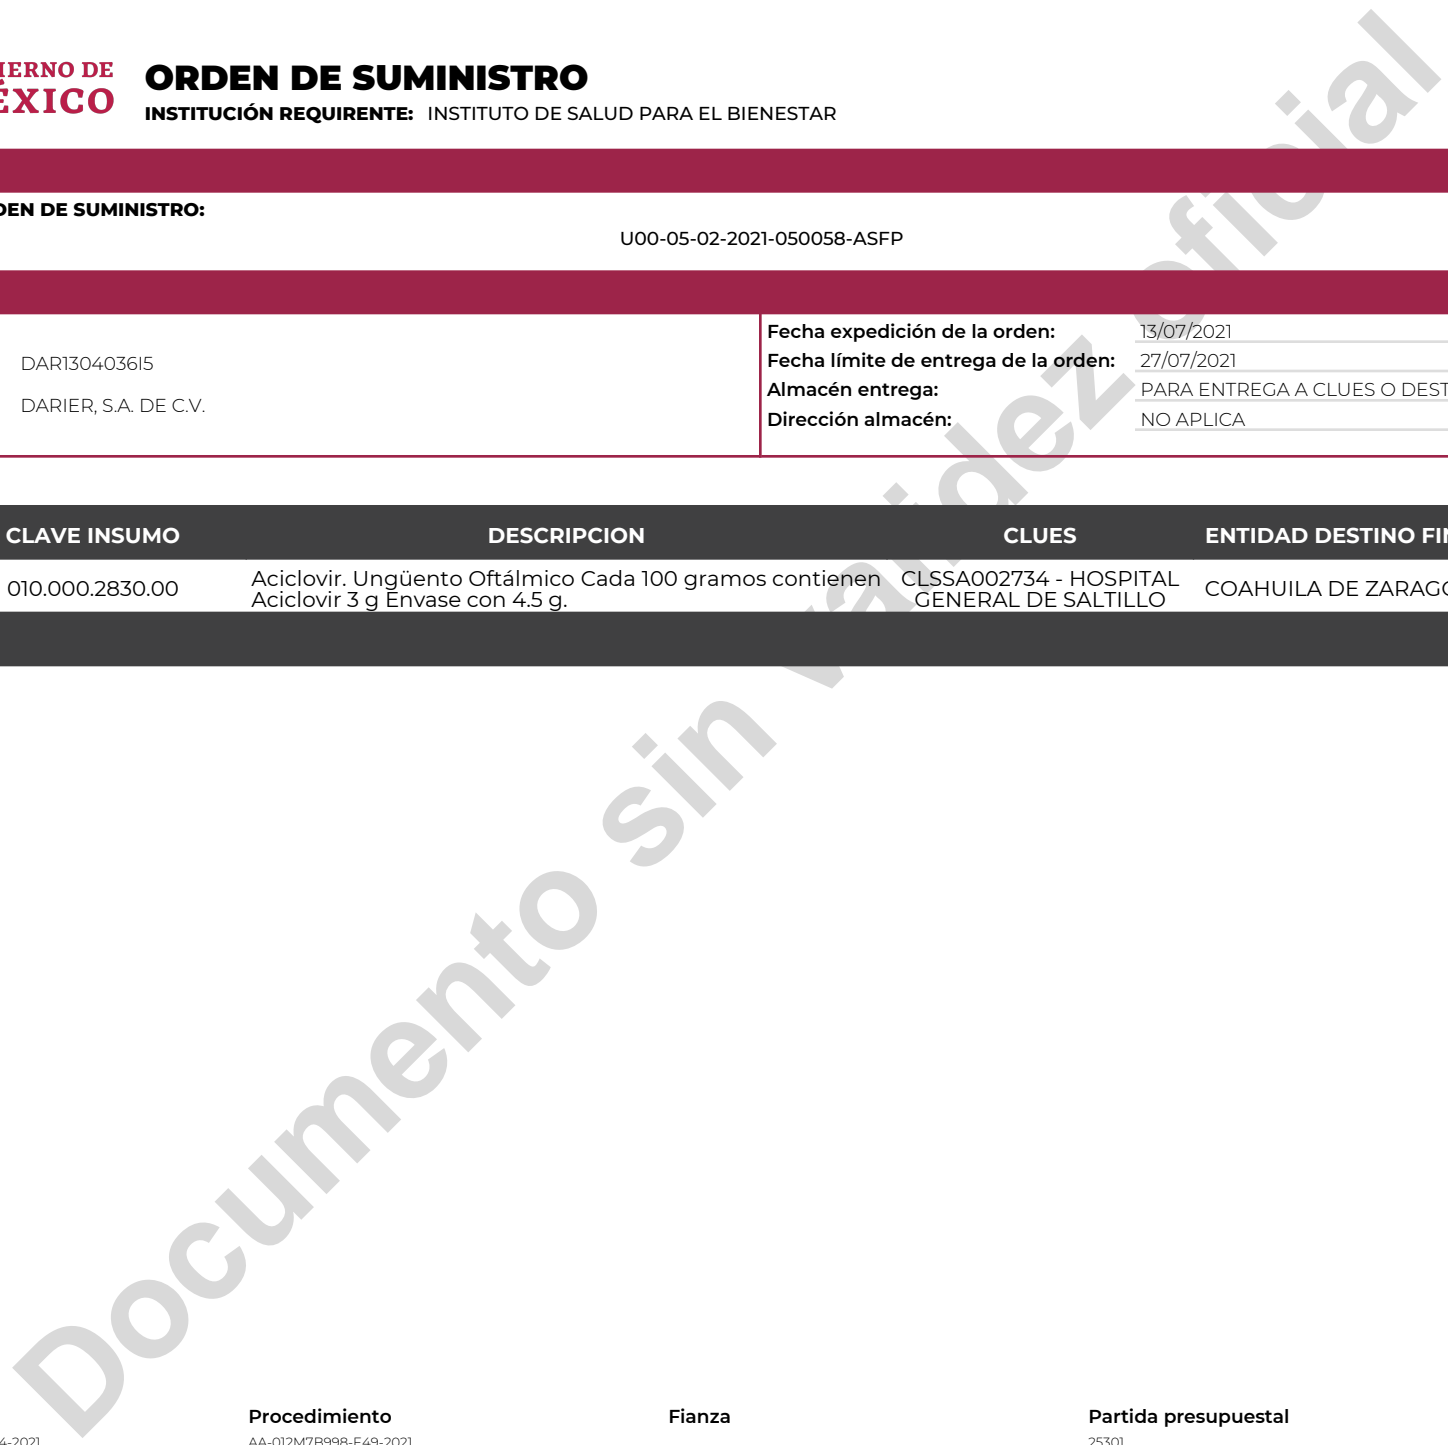 IERNO DE
ÉXICO
ORDEN DE SUMINISTRO
INSTITUCIÓN REQUIRENTE: INSTITUTO DE SALUD PARA EL BIENESTAR
DEN DE SUMINISTRO:
U00-05-02-2021-050058-ASFP
DAR1304036I5
DARIER, S.A. DE C.V.
Fecha expedición de la orden: 13/07/2021
Fecha límite de entrega de la orden: 27/07/2021
Almacén entrega: PARA ENTREGA A CLUES O DEST
Dirección almacén: NO APLICA
CLAVE INSUMO DESCRIPCION CLUES ENTIDAD DESTINO FIN
010.000.2830.00 Aciclovir. Ungüento Oftálmico Cada 100 gramos contienen CLSSA002734 - HOSPITAL COAHUILA DE ZARAGO
Aciclovir 3 g Envase con 4.5 g. GENERAL DE SALTILLO
Documento sin validez oficial
Procedimiento Fianza Partida presupuestal
4-2021 AA-012M7B998-E49-2021 25301